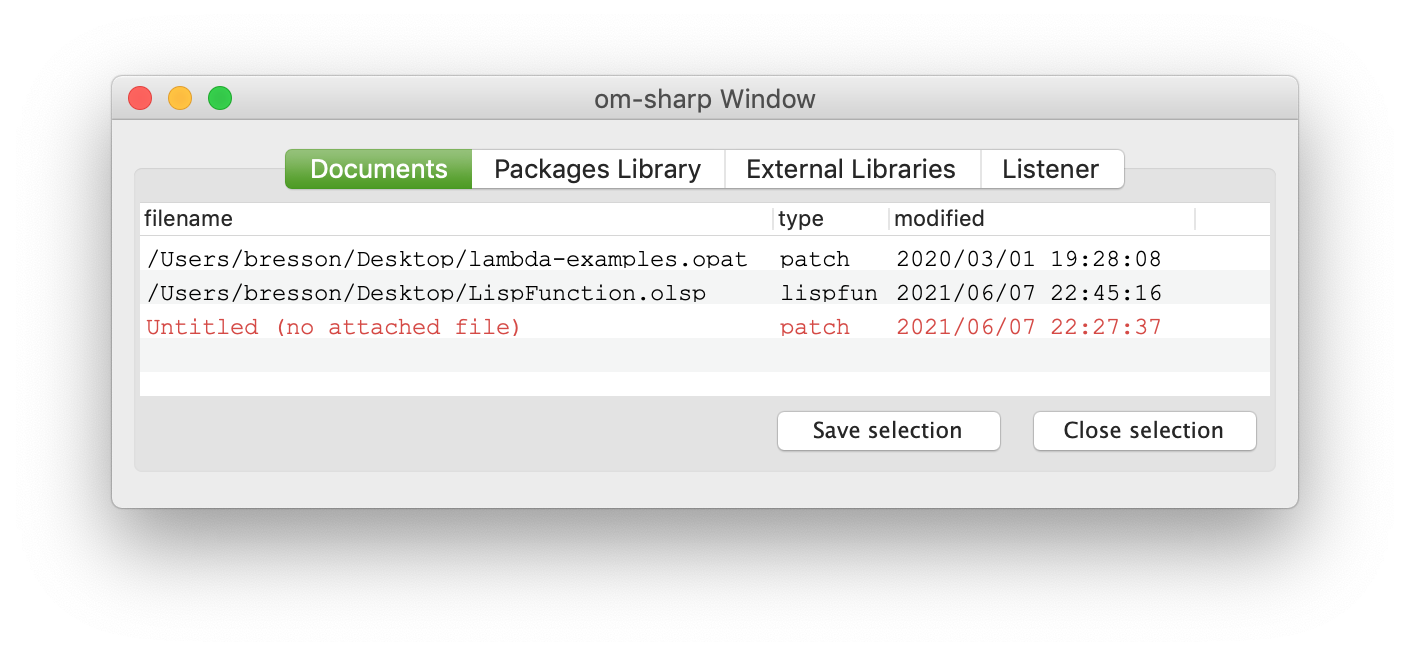 om-sharp Window
Documents Packages Library External Libraries Listener
filename type modified
/Users/bresson/Desktop/lambda-examples.opat patch 2020/03/01 19:28:08
/Users/bresson/Desktop/LispFunction.olsp lispfun 2021/06/07 22:45:16
Untitled (no attached file) patch 2021/06/07 22:27:37
Save selection Close selection